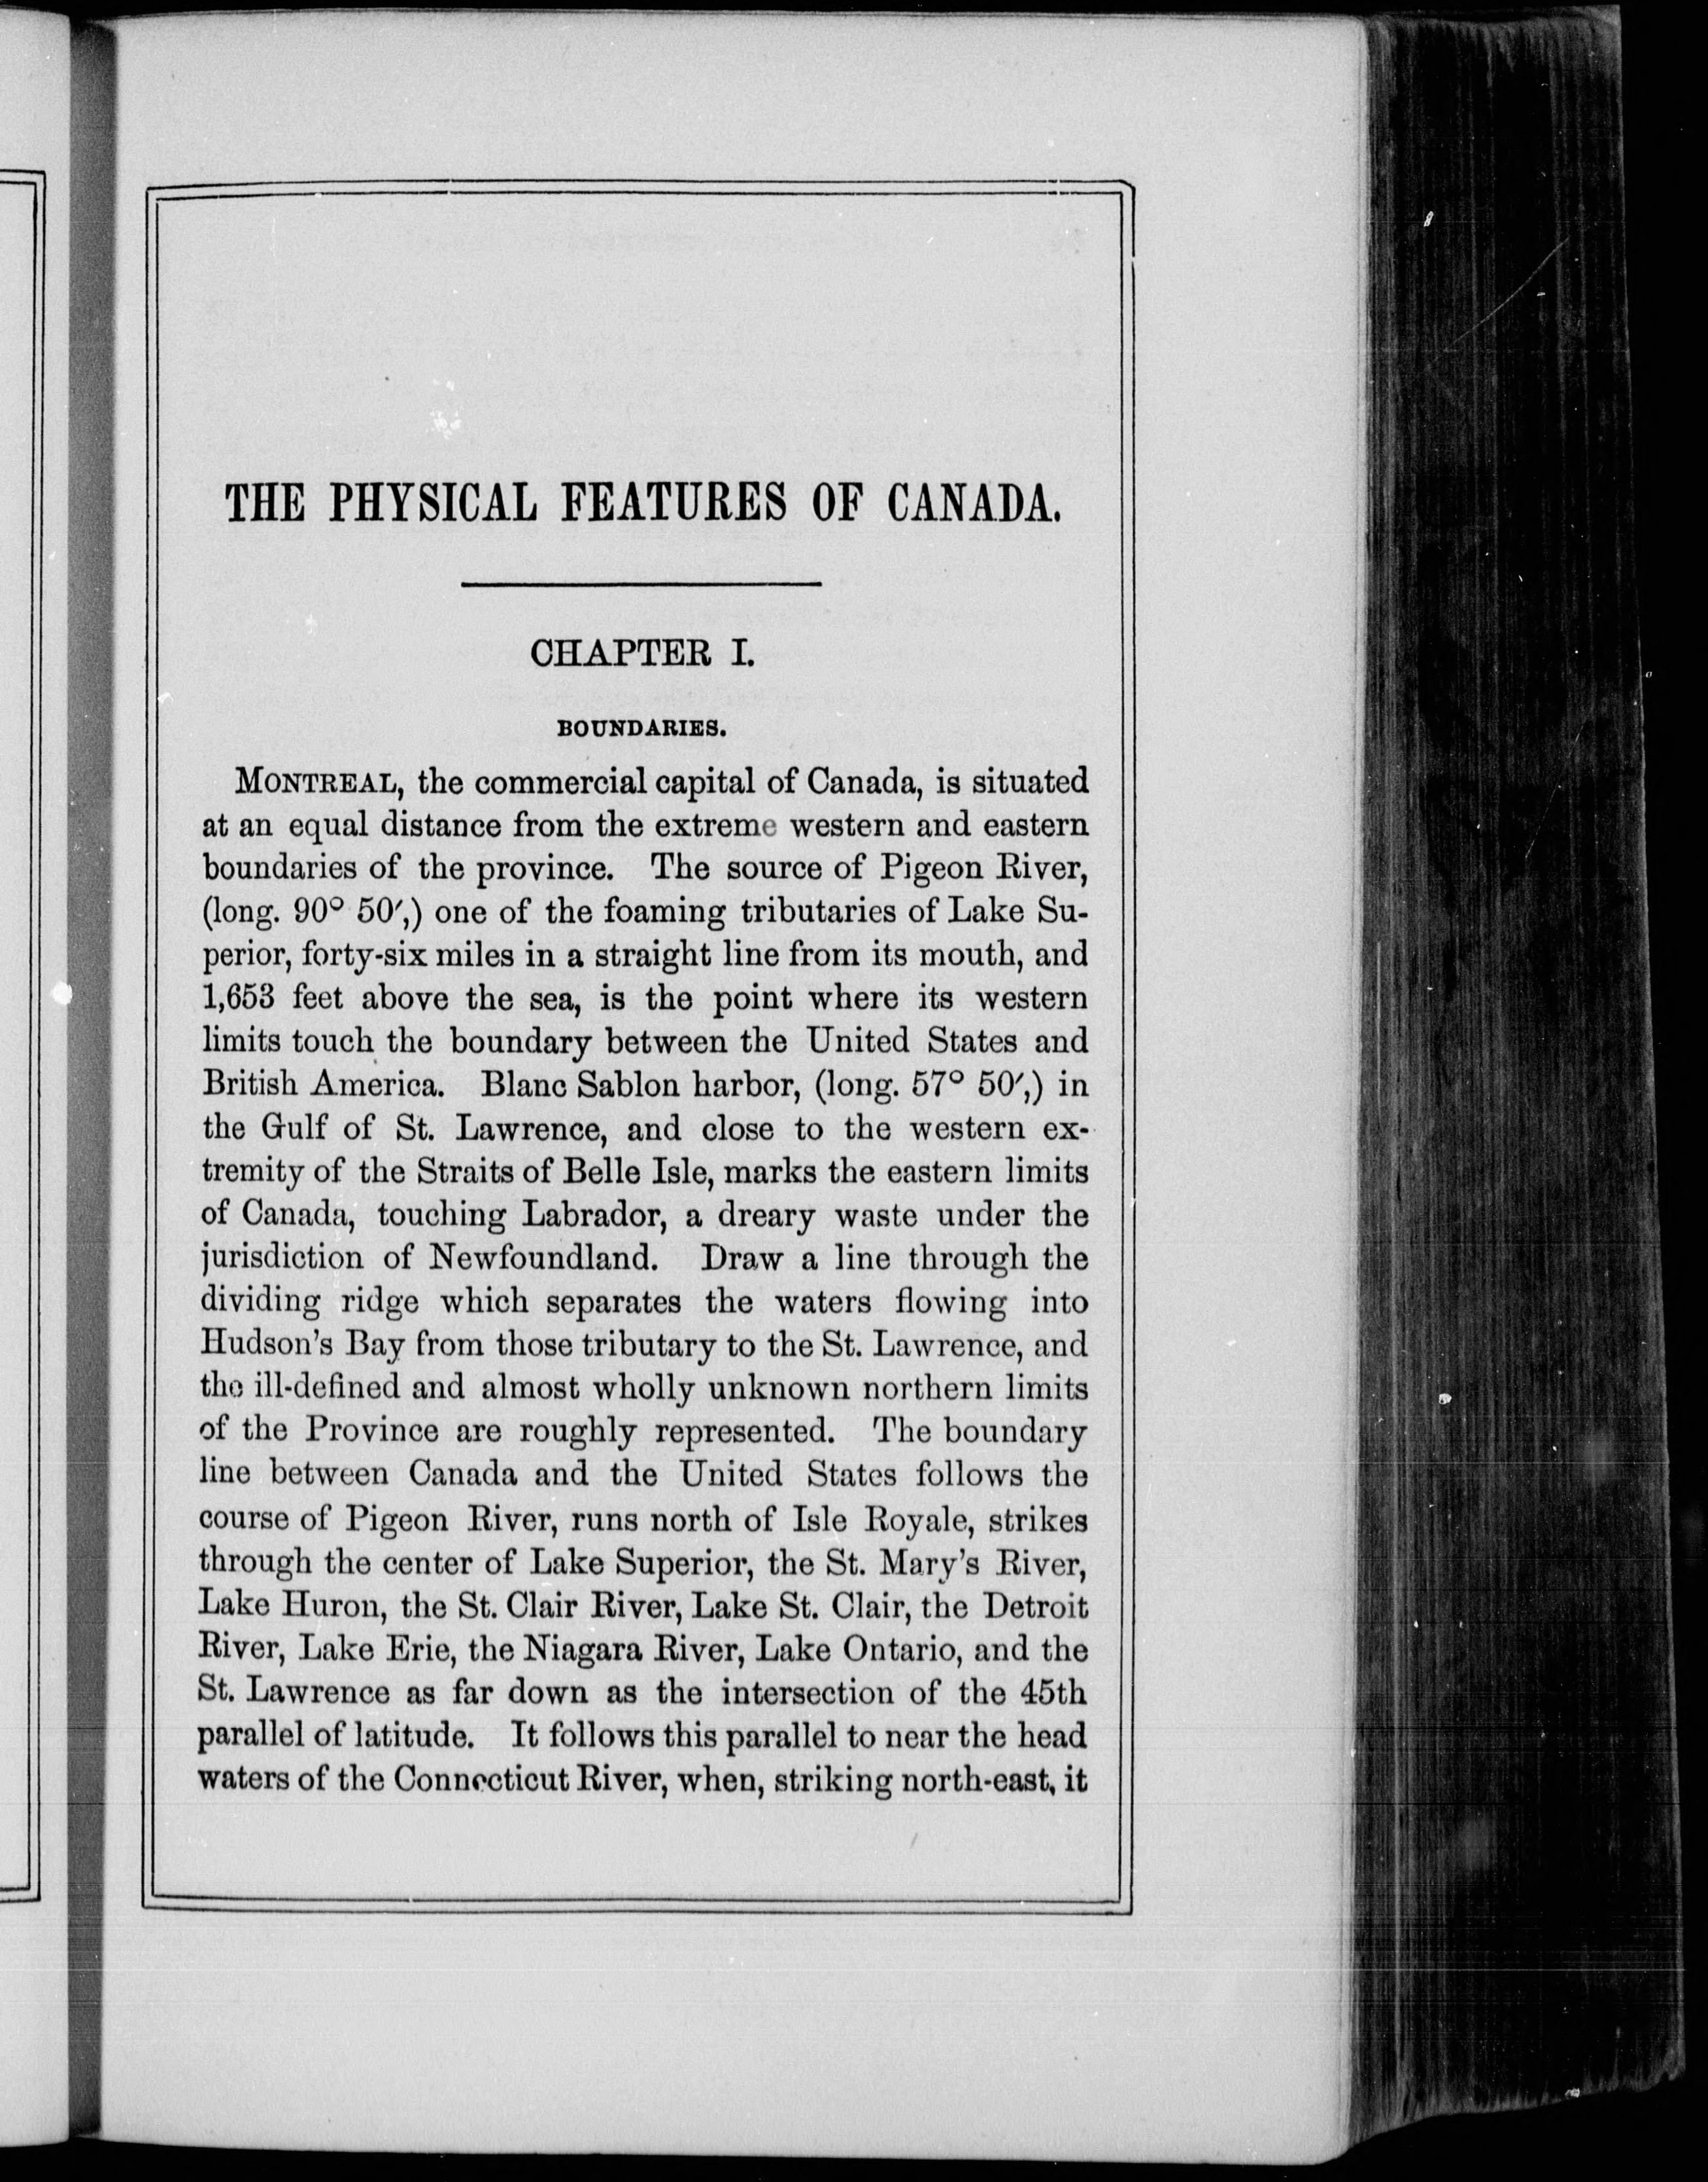 THE PHYSICAL FEATURES OF CANADA.
CHAPTER I.
BOUNDARIES.
MONTREAL, the commercial capital of Canada, is situated
at an equal distance from the extreme western and eastern
boundaries of the province. The source of Pigeon River,
(long. 90° 50′,) one of the foaming tributaries of Lake Su-
perior, forty-six miles in a straight line from its mouth, and
1,653 feet above the sea, is the point where its western
limits touch the boundary between the United States and
British America. Blanc Sablon harbor, (long. 57° 50′,) in
the Gulf of St. Lawrence, and close to the western ex-
tremity of the Straits of Belle Isle, marks the eastern limits
of Canada, touching Labrador, a dreary waste under the
jurisdiction of Newfoundland. Draw a line through the
dividing ridge which separates the waters flowing into
Hudson's Bay from those tributary to the St. Lawrence, and
the ill-defined and almost wholly unknown northern limits
of the Province are roughly represented. The boundary
line between Canada and the United States follows the
course of Pigeon River, runs north of Isle Royale, strikes
through the center of Lake Superior, the St. Mary's River,
Lake Huron, the St. Clair River, Lake St. Clair, the Detroit
River, Lake Erie, the Niagara River, Lake Ontario, and the
St. Lawrence as far down as the intersection of the 45th
parallel of latitude. It follows this parallel to near the head
waters of the Connecticut River, when, striking north-east, it